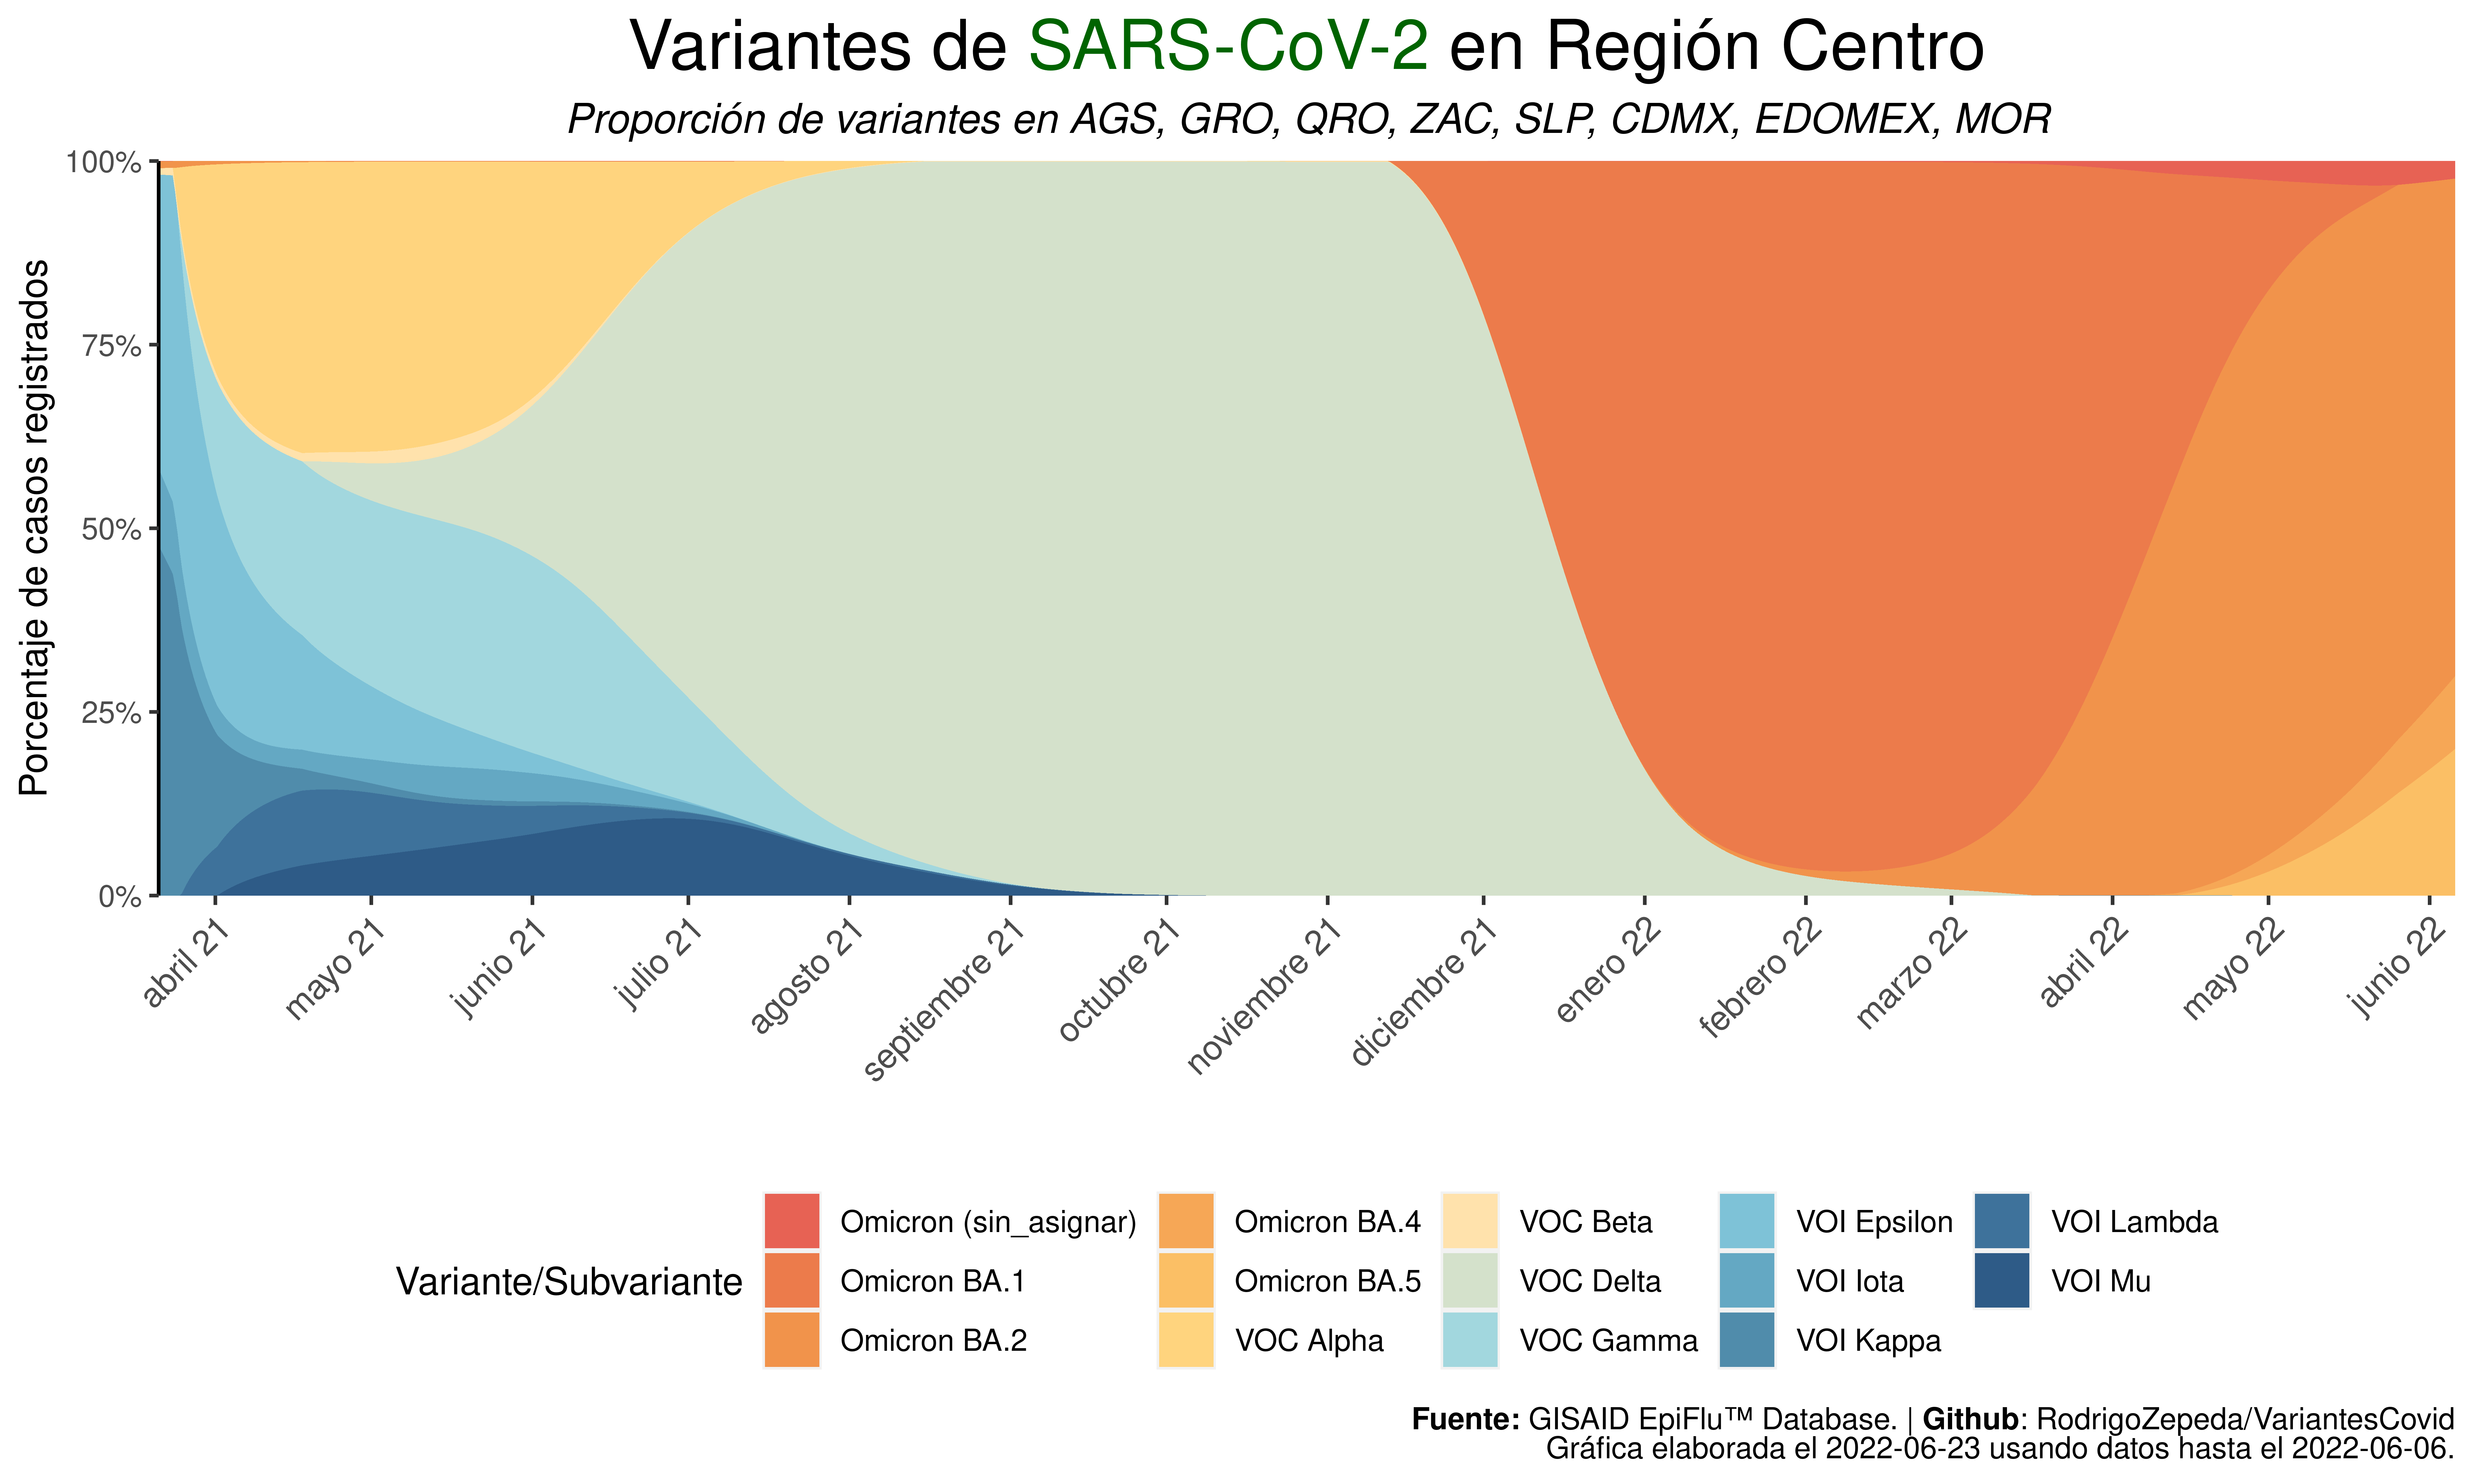 Variantes de SARS-CoV-2 en Región Centro
Proporción de variantes en AGS, GRO, QRO, ZAC, SLP, CDMX, EDOMEX, MOR
Porcentaje de casos registrados
100%
75%
50%
25%
0%
abril 21
mayo 21
junio 21
julio 21
agosto 21
septiembre 21
octubre 21
noviembre 21
diciembre 21
enero 22
febrero 22
marzo 22
abril 22
mayo 22
junio 22
Variante/Subvariante
Omicron (sin_asignar)
Omicron BA.1
Omicron BA.2
Omicron BA.4
Omicron BA.5
VOC Alpha
VOC Beta
VOC Delta
VOC Gamma
VOI Epsilon
VOI Iota
VOI Kappa
VOI Lambda
VOI Mu
Fuente: GISAID EpiFlu™ Database. | Github: RodrigoZepeda/VariantesCovid
Gráfica elaborada el 2022-06-23 usando datos hasta el 2022-06-06.